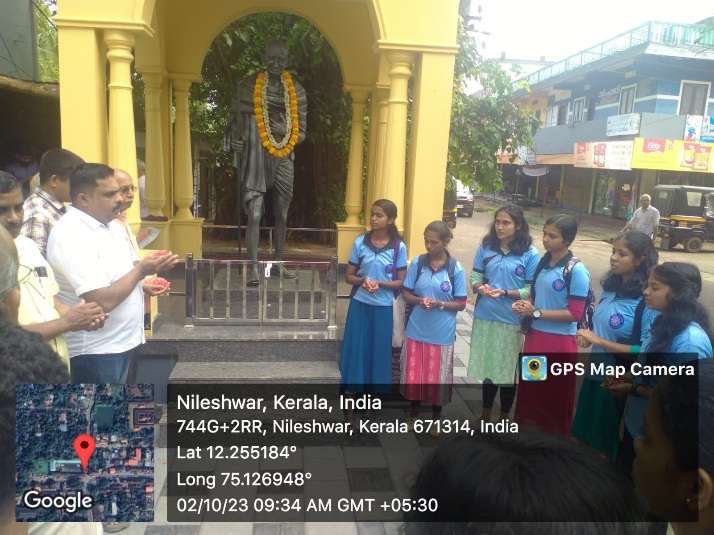 GPS Map Camera
Nileshwar, Kerala, India
744G+2RR, Nileshwar, Kerala 671314, India
Lat 12.255184°
Long 75.126948°
02/10/23 09:34 AM GMT +05:30
Google